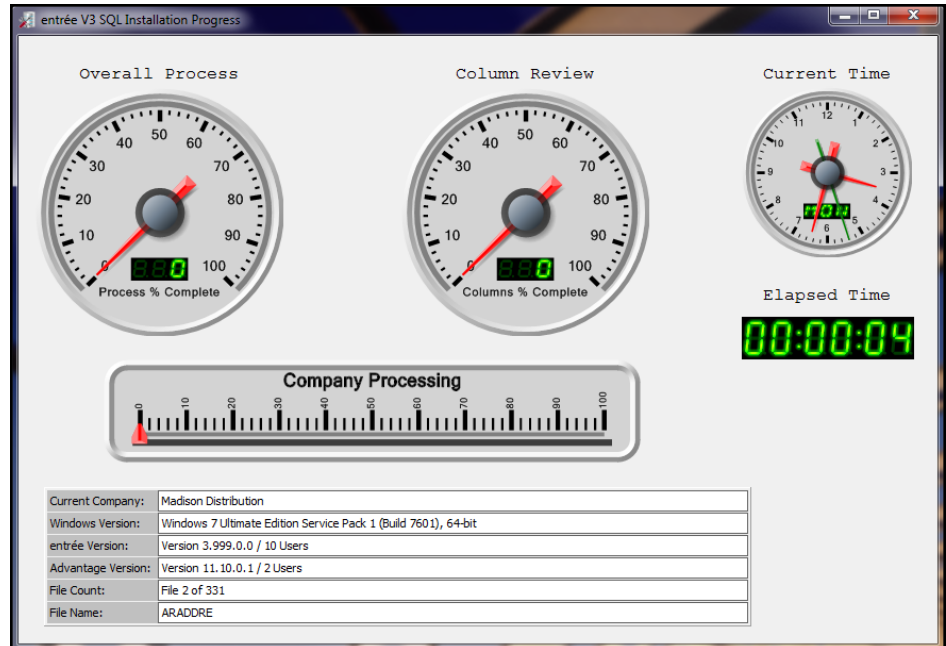 entrée V3 SQL Installation Progress
Overall Process
Column Review
Current Time
0 10 20 30 40 50 60 70 80 90 100
0
Process % Complete
0 10 20 30 40 50 60 70 80 90 100
0
Columns % Complete
12 1 2 3 4 5 6 7 8 9 10 11
MON
Elapsed Time
00:00:04
Company Processing
0 10 20 30 40 50 60 70 80 90 100
Current Company: Madison Distribution
Windows Version: Windows 7 Ultimate Edition Service Pack 1 (Build 7601), 64-bit
entrée Version: Version 3.999.0.0 / 10 Users
Advantage Version: Version 11.10.0.1 / 2 Users
File Count: File 2 of 331
File Name: ARADDRE